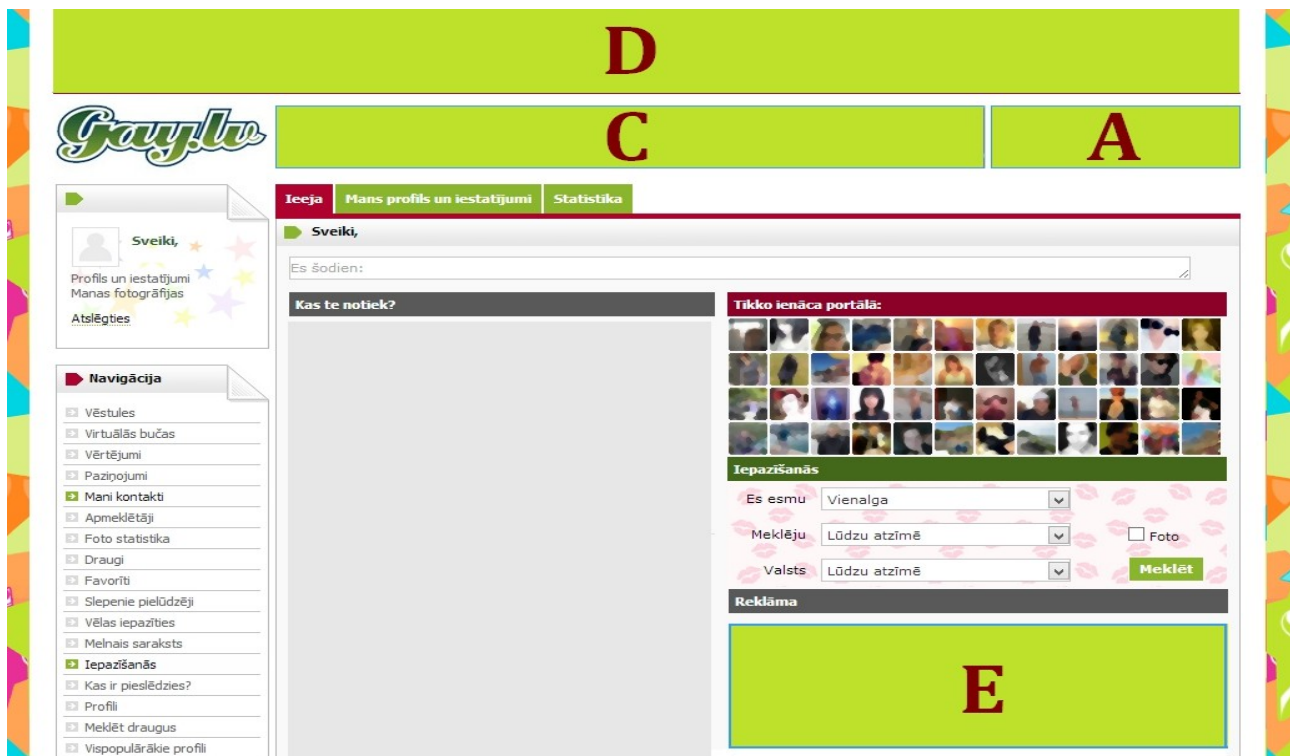 D
Gay.lv
C
A
Ieeja Mans profils un iestatījumi Statistika
Sveiki,
Profils un iestatījumi
Manas fotogrāfijas
Atslēgties
Navigācija
Vēstules
Virtuālās bučas
Vērtējumi
Paziņojumi
Mani kontakti
Apmeklētāji
Foto statistika
Draugi
Favorīti
Slepenie pielūdzēji
Vēlas iepazīties
Melnais saraksts
Iepazīšanās
Kas ir pieslēdzies?
Profili
Meklēt draugus
Vispopulārākie profili
Sveiki,
Es šodien:
Kas te notiek?
Tikko ienāca portālā:
Iepazīšanās
Es esmu Vienalga
Meklēju Lūdzu atzīmē Foto
Valsts Lūdzu atzīmē Meklēt
Reklāma
E